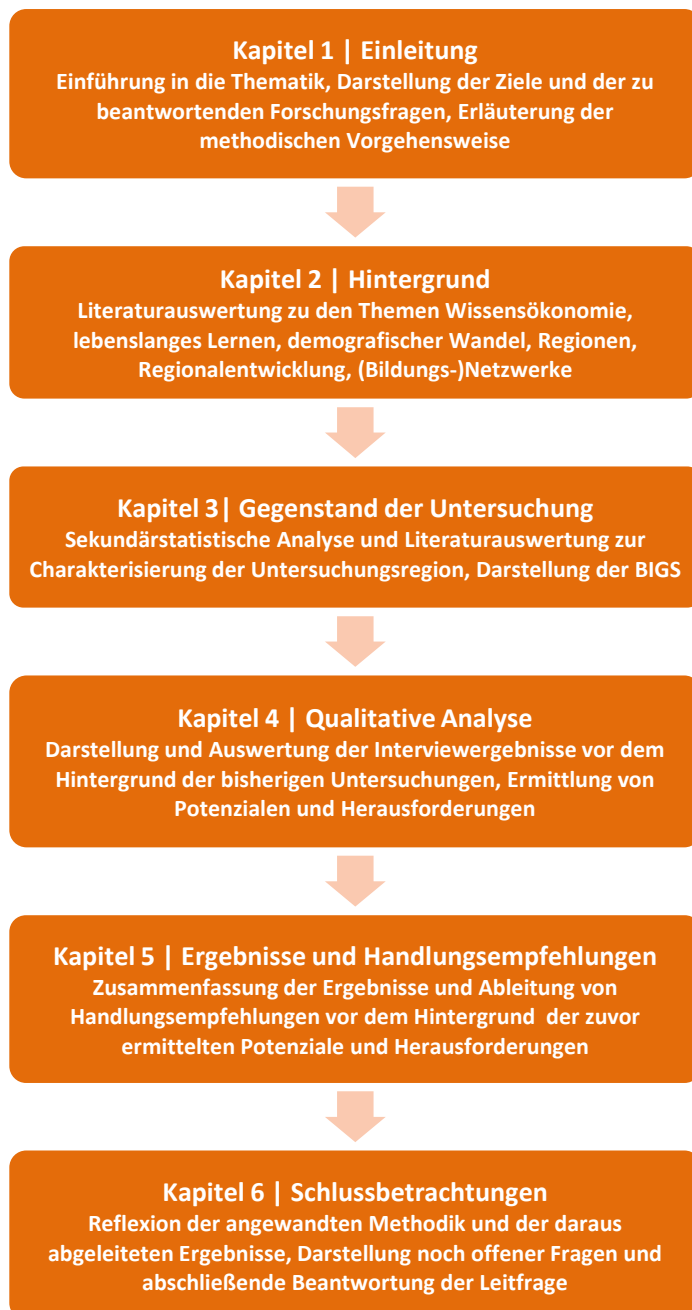 Kapitel 1 | Einleitung
Einführung in die Thematik, Darstellung der Ziele und der zu
beantwortenden Forschungsfragen, Erläuterung der
methodischen Vorgehensweise
Kapitel 2 | Hintergrund
Literaturauswertung zu den Themen Wissensökonomie,
lebenslanges Lernen, demografischer Wandel, Regionen,
Regionalentwicklung, (Bildungs-)Netzwerke
Kapitel 3| Gegenstand der Untersuchung
Sekundärstatistische Analyse und Literaturauswertung zur
Charakterisierung der Untersuchungsregion, Darstellung der BIGS
Kapitel 4 | Qualitative Analyse
Darstellung und Auswertung der Interviewergebnisse vor dem
Hintergrund der bisherigen Untersuchungen, Ermittlung von
Potenzialen und Herausforderungen
Kapitel 5 | Ergebnisse und Handlungsempfehlungen
Zusammenfassung der Ergebnisse und Ableitung von
Handlungsempfehlungen vor dem Hintergrund  der zuvor
ermittelten Potenziale und Herausforderungen
Kapitel 6 | Schlussbetrachtungen
Reflexion der angewandten Methodik und der daraus
abgeleiteten Ergebnisse, Darstellung noch offener Fragen und
abschließende Beantwortung der Leitfrage